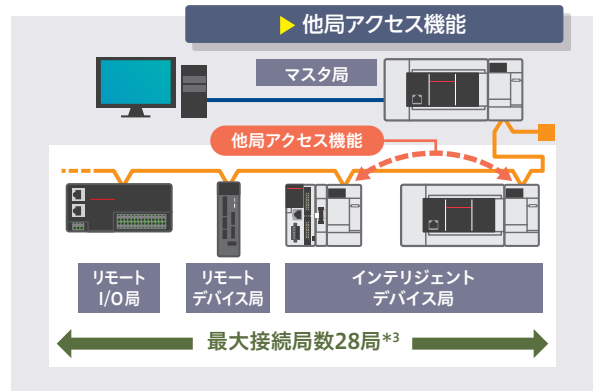 ▶ 他局アクセス機能
マスタ局
他局アクセス機能
リモート
I/O局
リモート
デバイス局
インテリジェント
デバイス局
最大接続局数28局*3